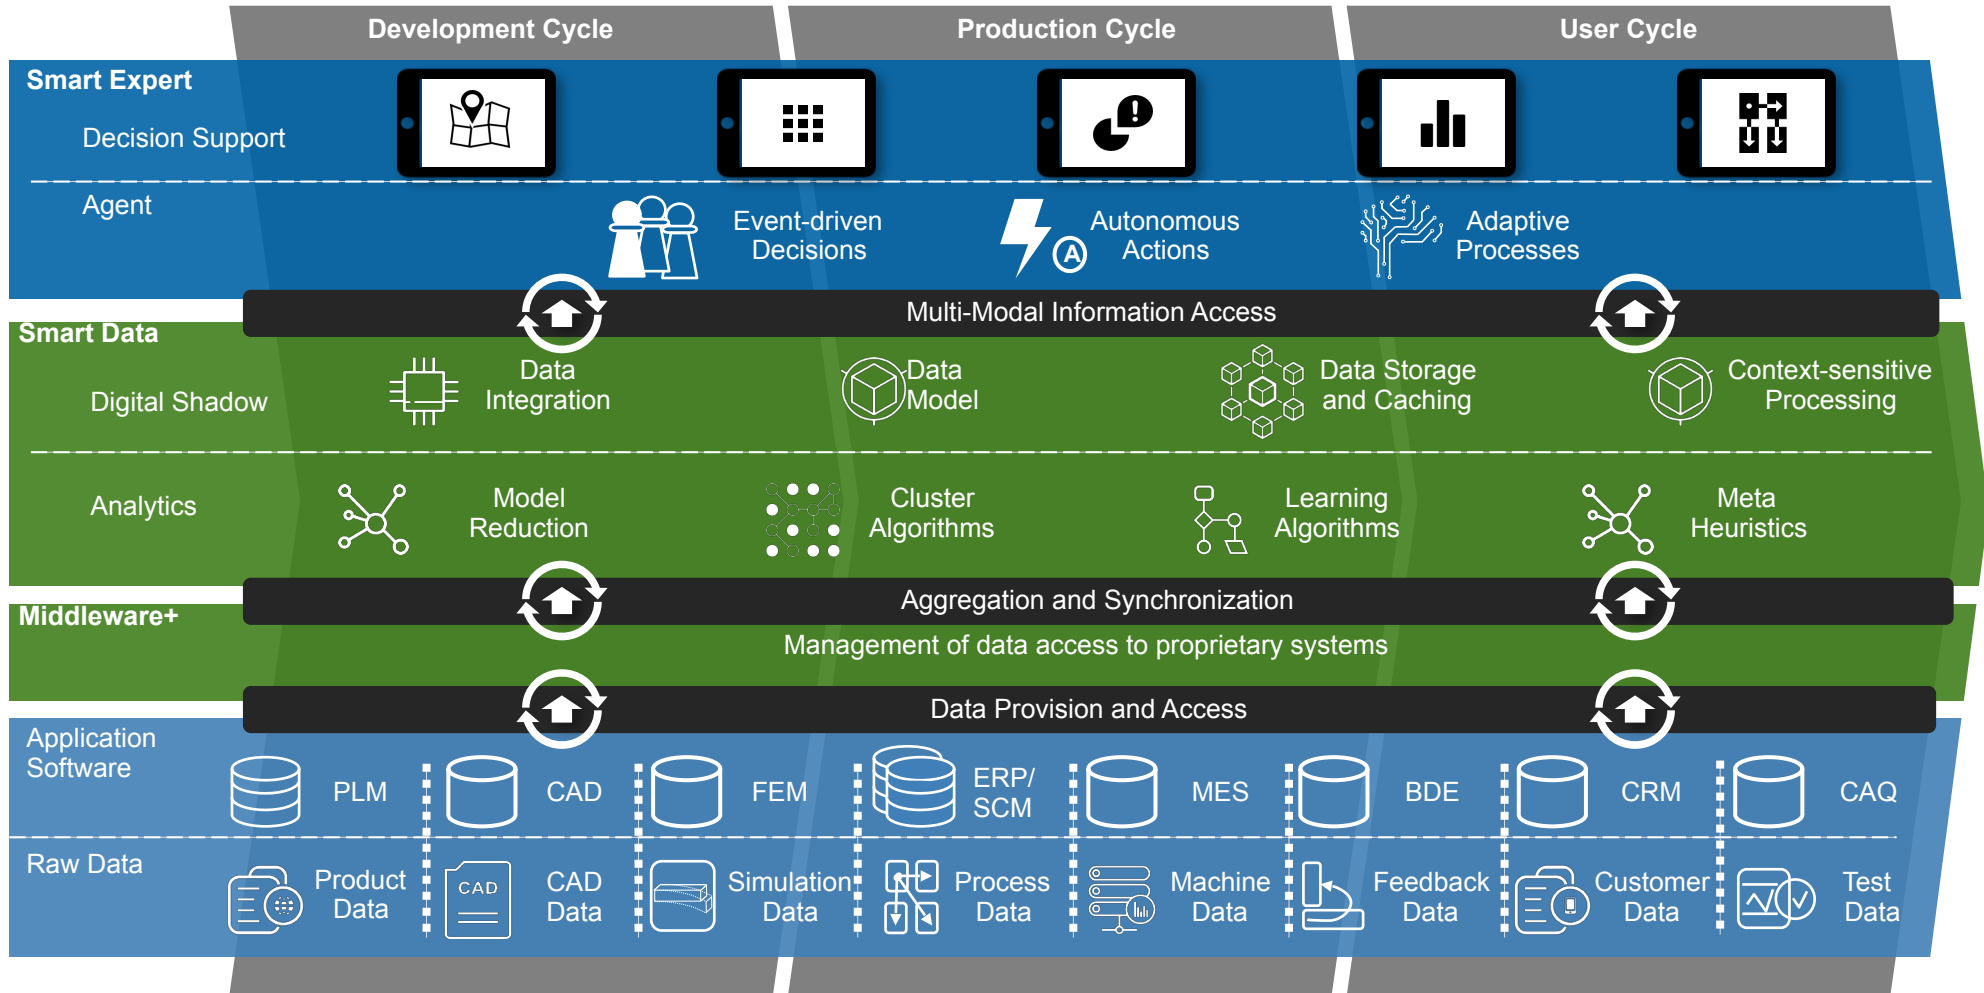 Development Cycle
Production Cycle
User Cycle
Smart Expert
Decision Support
Agent
Event-driven
Decisions
A
Autonomous
Actions
Adaptive
Processes
Multi-Modal Information Access
Smart Data
Digital Shadow
Data
Integration
Data
Model
Data Storage
and Caching
Context-sensitive
Processing
Analytics
Model
Reduction
Cluster
Algorithms
Learning
Algorithms
Meta
Heuristics
Aggregation and Synchronization
Middleware+
Management of data access to proprietary systems
Data Provision and Access
Application
Software
PLM
CAD
FEM
ERP/
SCM
MES
BDE
CRM
CAQ
Raw Data
Product
Data
CAD
CAD
Data
Simulation
Data
Process
Data
Machine
Data
Feedback
Data
Customer
Data
Test
Data